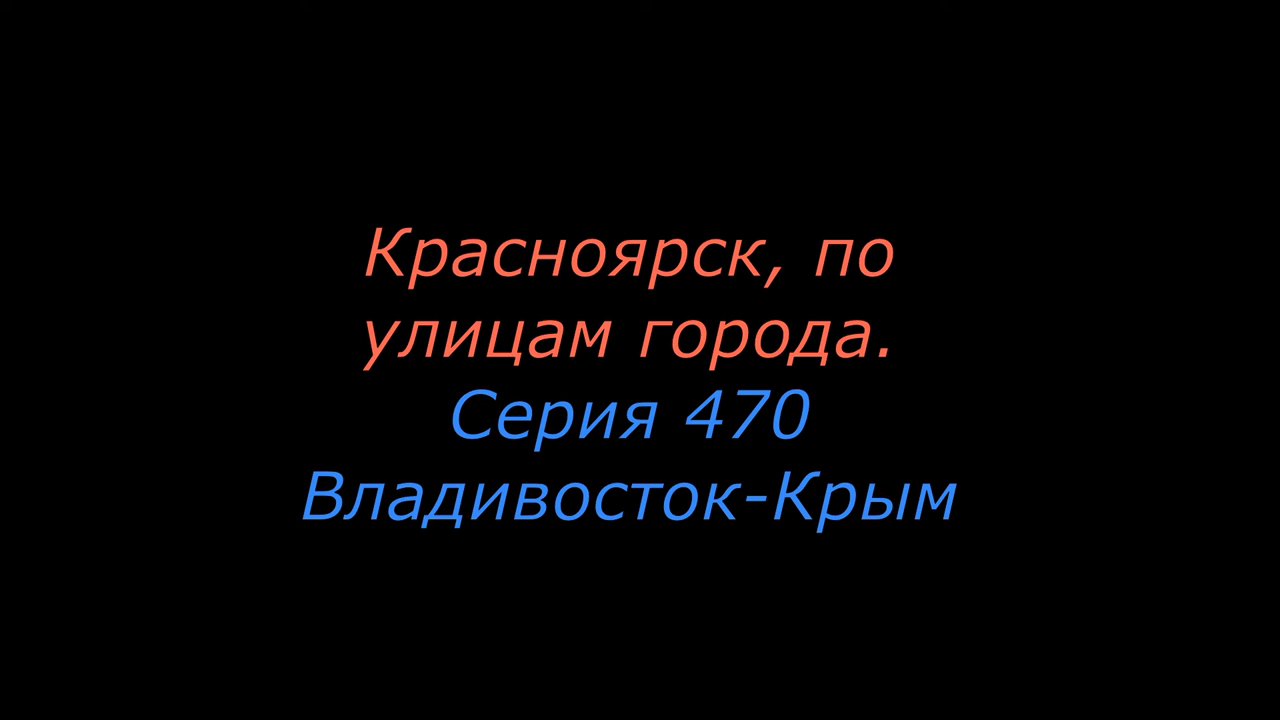 Красноярск, по
улицам города.
Серия 470
Владивосток-Крым